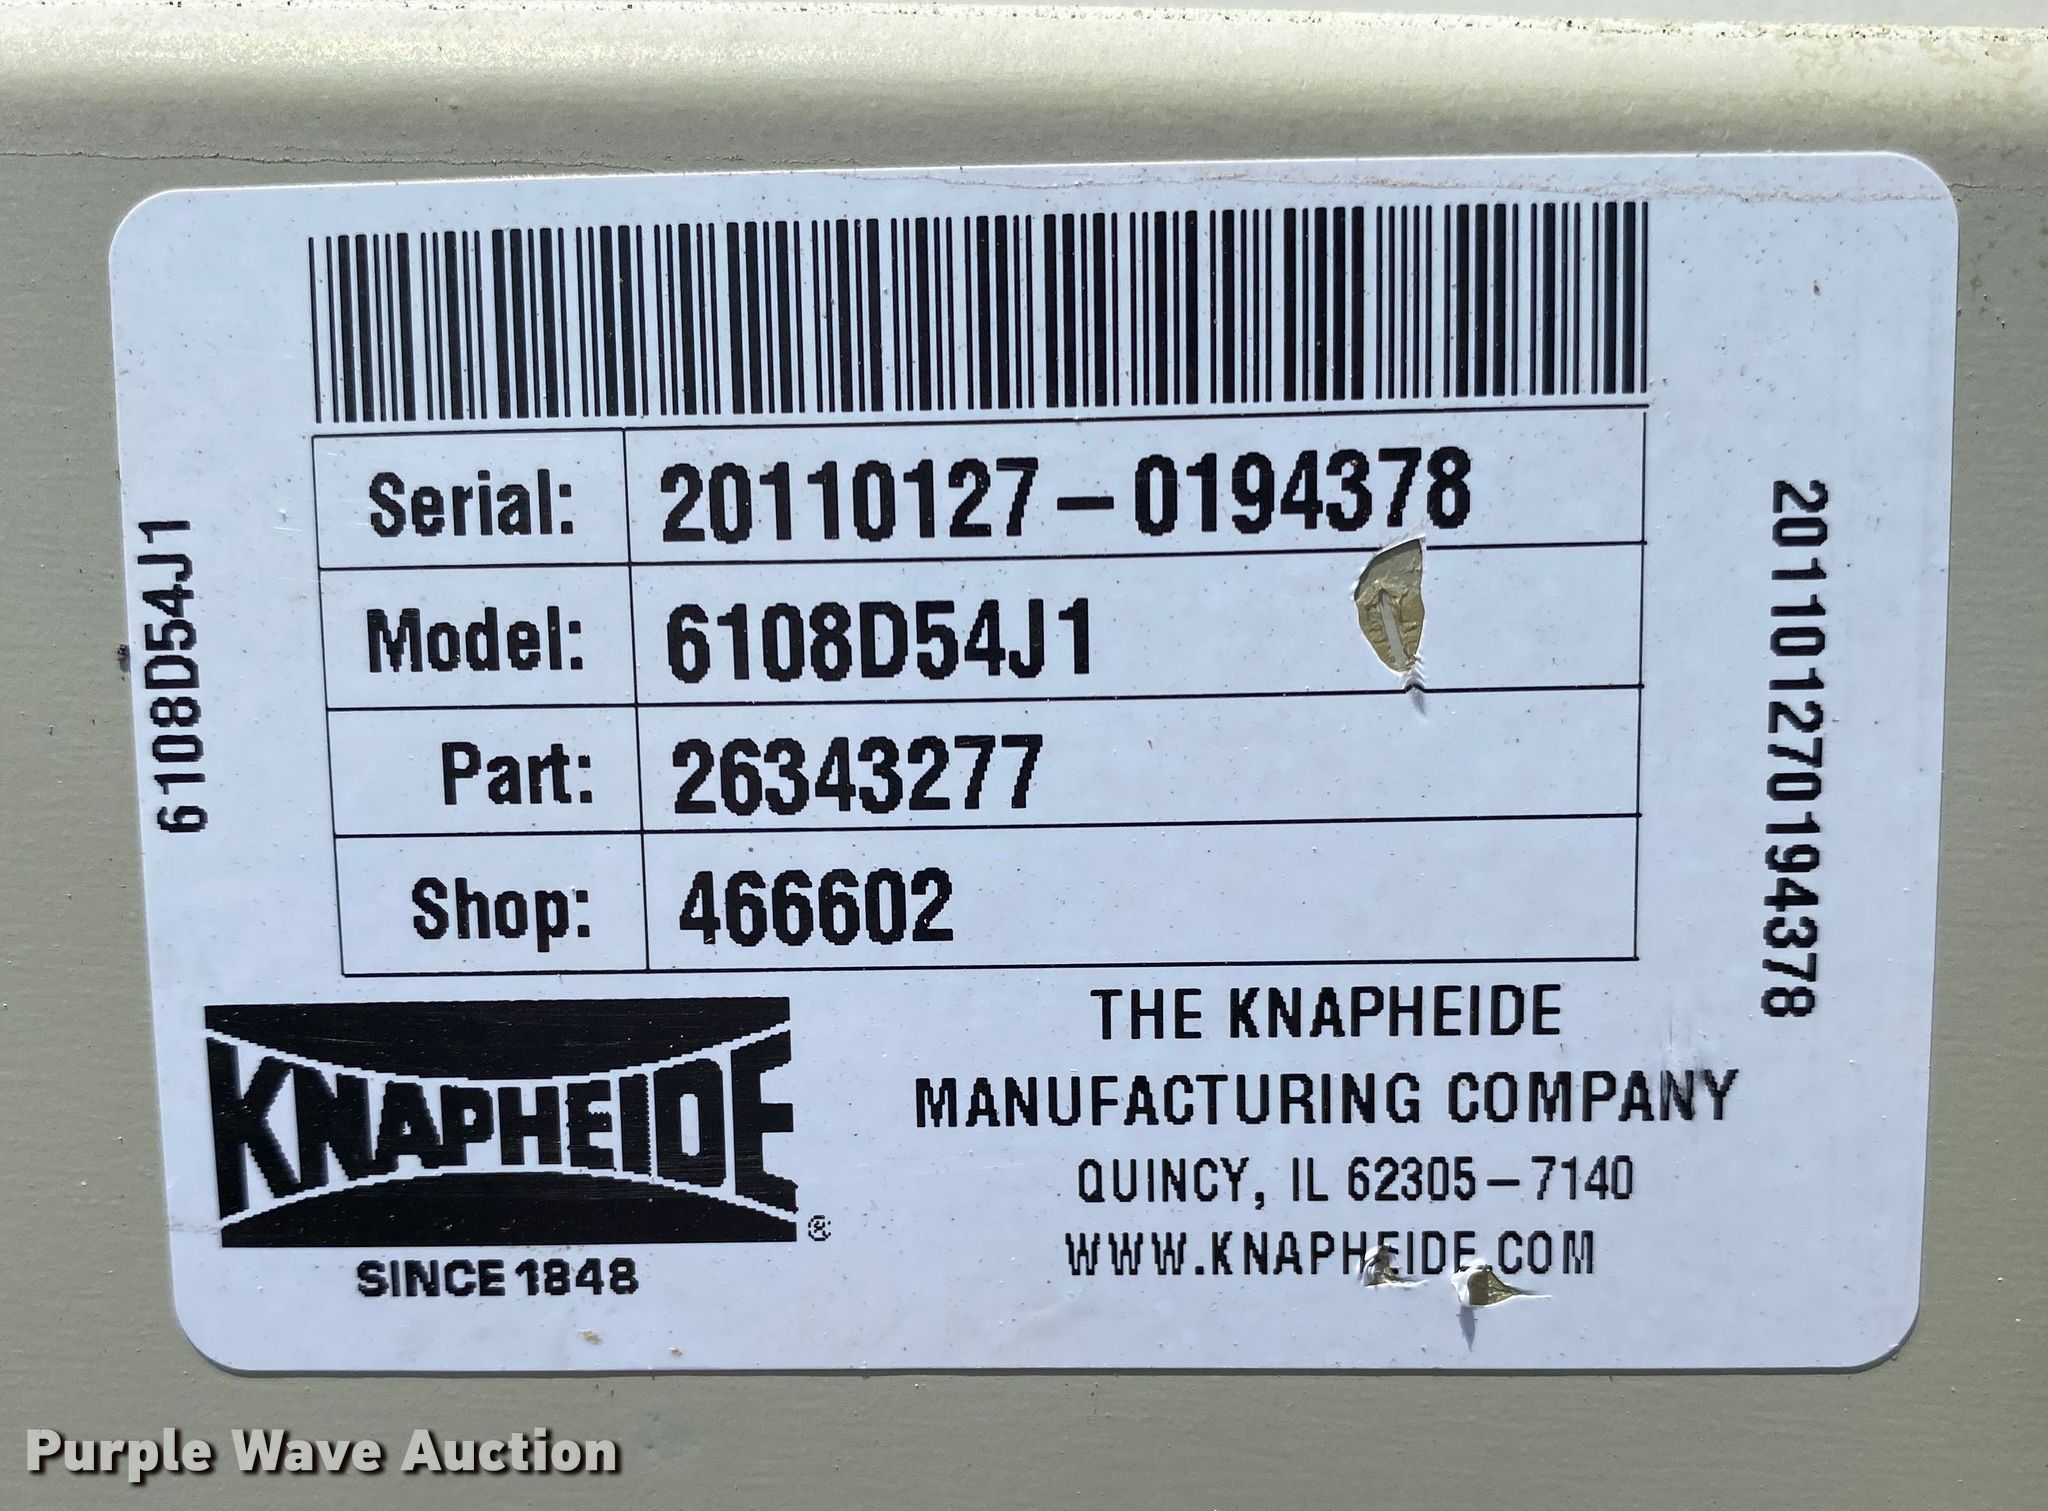 Serial: 20110127-0194378
Model: 6108D54J1
Part: 26343277
Shop: 466602
6108D54J1
201101270194378
KNAPHEIDE®
SINCE 1848
THE KNAPHEIDE
MANUFACTURING COMPANY
QUINCY, IL 62305-7140
WWW.KNAPHEIDE.COM
Purple Wave Auction